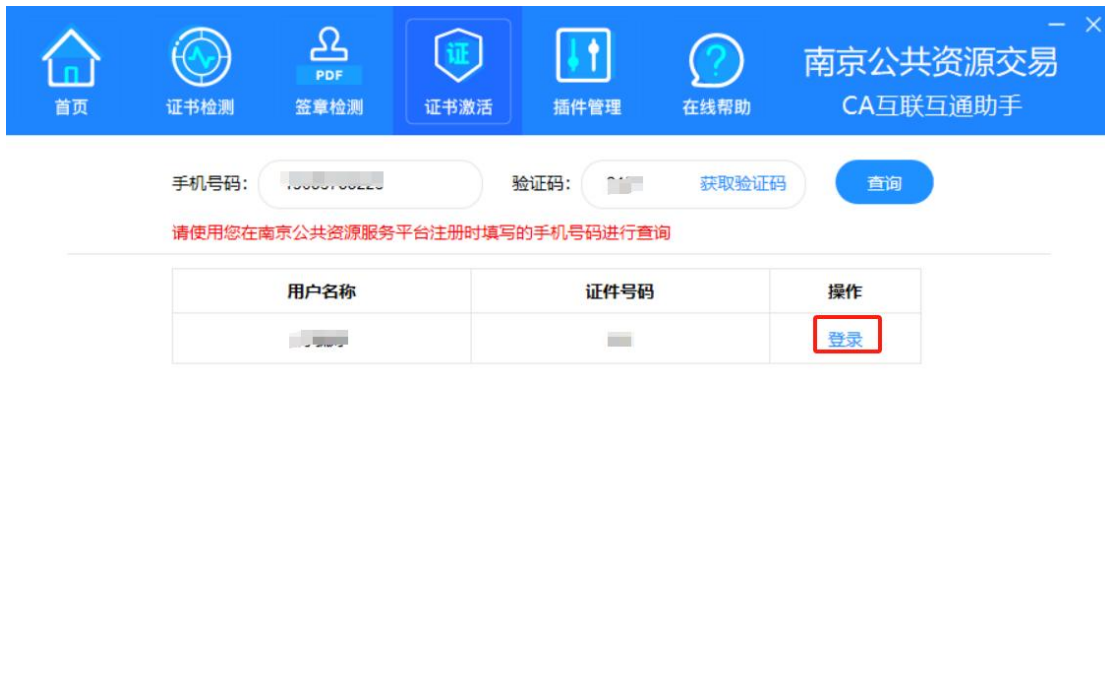 首页
证书检测
PDF
签章检测
证
证书激活
插件管理
?
在线帮助
南京公共资源交易
CA互联互通助手
手机号码：
验证码：
获取验证码
查询
请使用您在南京公共资源服务平台注册时填写的手机号码进行查询
用户名称 证件号码 操作
登录